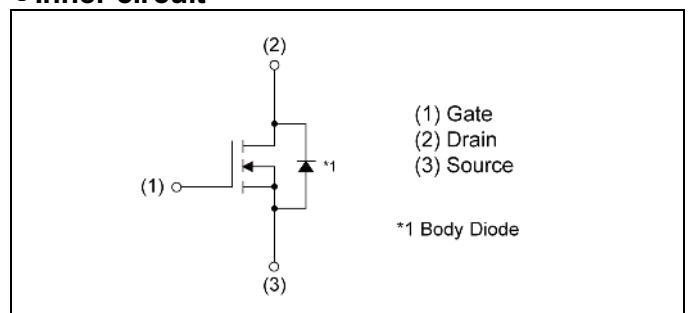 Inner circuit
(2)
(1) Gate
(2) Drain
(3) Source
*1
(1)
*1 Body Diode
(3)